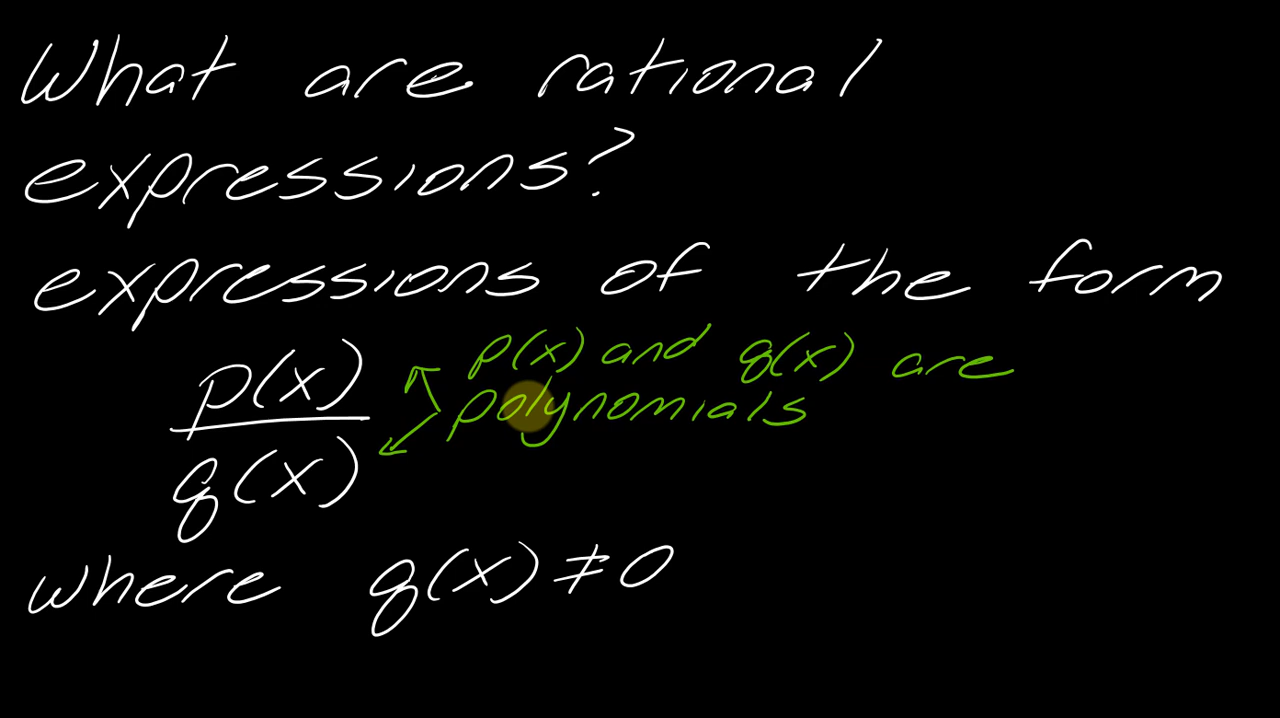 What are rational
expressions?
expressions of the form
p(x) and q(x) are
polynomials
p(x)
q(x)
where q(x) ≠ 0